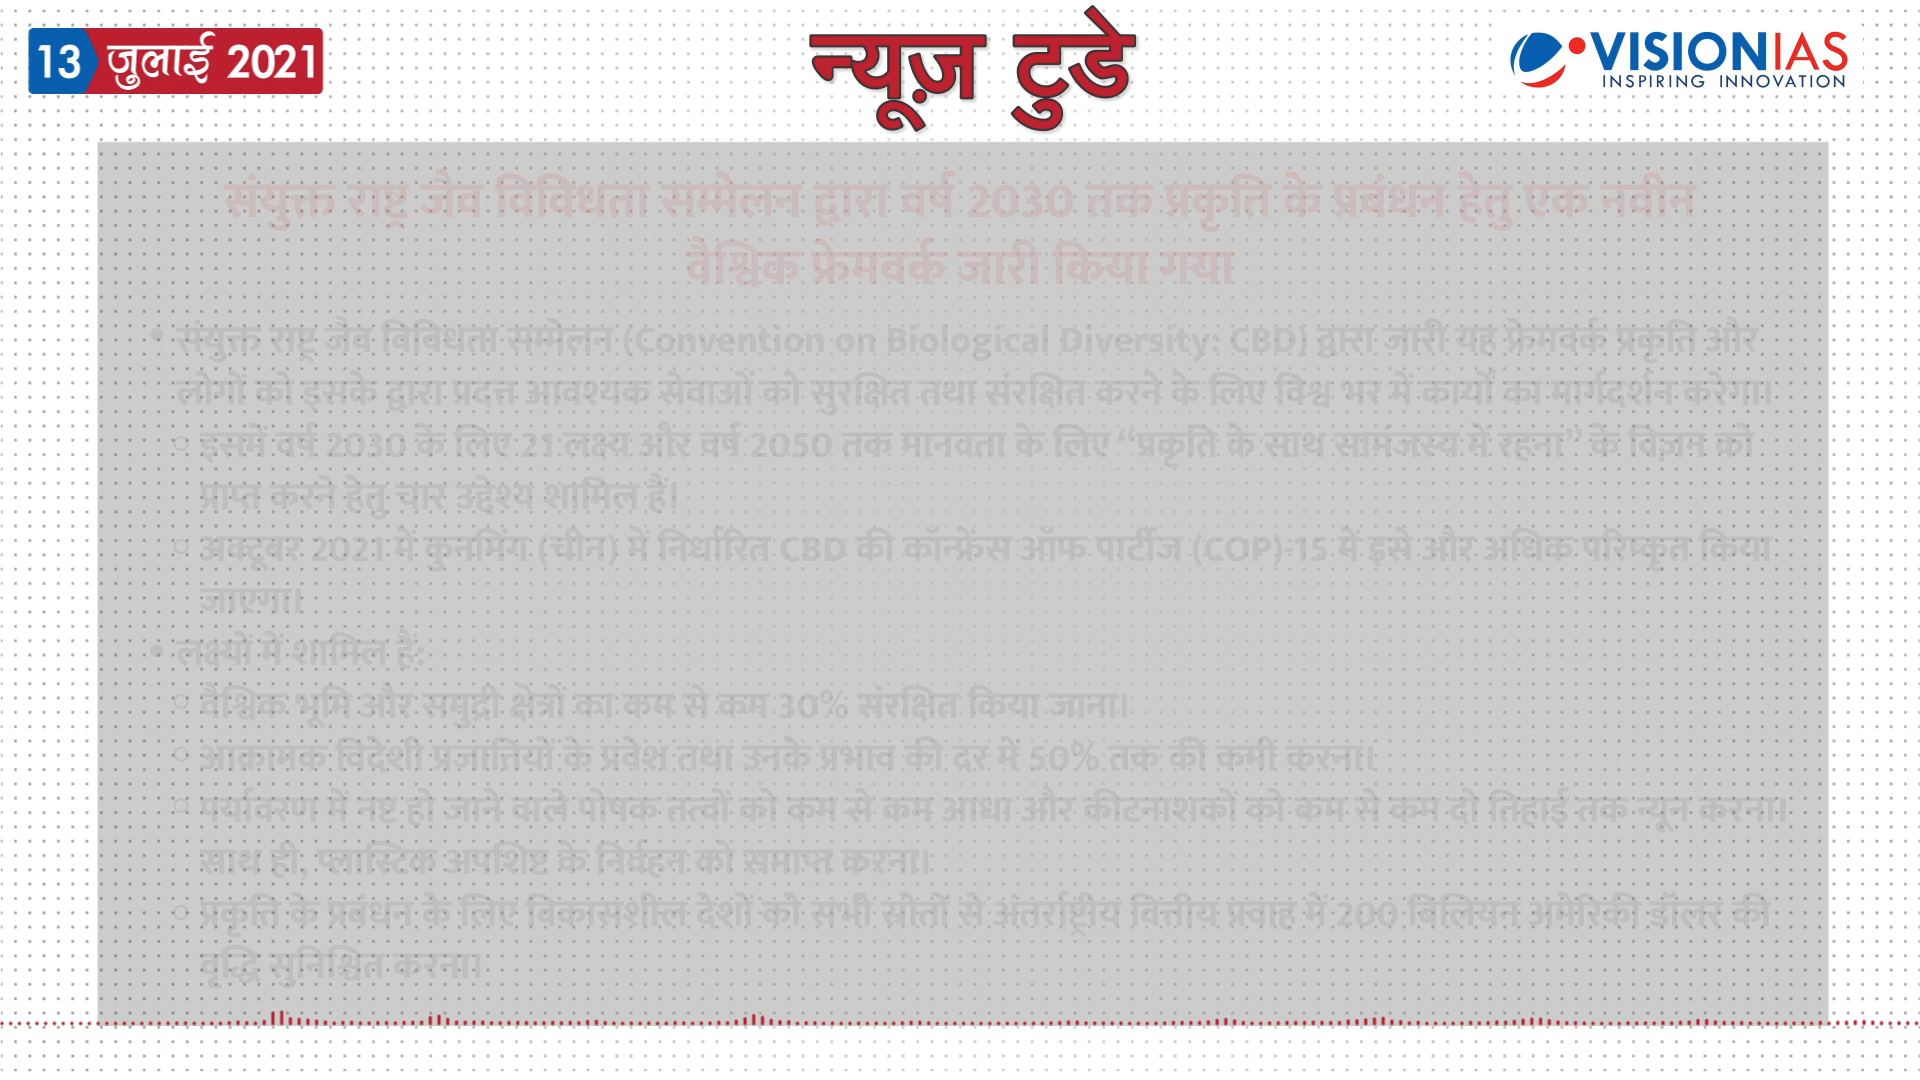 13 जुलाई 2021
न्यूज़ टुडे
VISIONIAS
INSPIRING INNOVATION
संयुक्त राष्ट्र जैव विविधता सम्मेलन द्वारा वर्ष 2030 तक प्रकृति के प्रबंधन हेतु एक नवीन
वैश्विक फ्रेमवर्क जारी किया गया
• संयुक्त राष्ट्र जैव विविधता सम्मेलन (Convention on Biological Diversity: CBD) द्वारा जारी यह फ्रेमवर्क प्रकृति और
लोगों को इसके द्वारा प्रदत्त आवश्यक सेवाओं को सुरक्षित तथा संरक्षित करने के लिए विश्व भर में कार्यों का मार्गदर्शन करेगा।
○ इसमें वर्ष 2030 के लिए 21 लक्ष्य और वर्ष 2050 तक मानवता के लिए “प्रकृति के साथ सामंजस्य में रहना” के विज़न को
प्राप्त करने हेतु चार उद्देश्य शामिल हैं।
○ अक्टूबर 2021 में कुनमिंग (चीन) में निर्धारित CBD की कॉन्फ्रेंस ऑफ पार्टीज (COP)-15 में इसे और अधिक परिष्कृत किया
जाएगा।
• लक्ष्यों में शामिल हैं:
○ वैश्विक भूमि और समुद्री क्षेत्रों का कम से कम 30% संरक्षित किया जाना।
○ आक्रामक विदेशी प्रजातियों के प्रवेश तथा उनके प्रभाव की दर में 50% तक की कमी करना।
○ पर्यावरण में नष्ट हो जाने वाले पोषक तत्वों को कम से कम आधा और कीटनाशकों को कम से कम दो तिहाई तक न्यून करना।
साथ ही, प्लास्टिक अपशिष्ट के निर्वहन को समाप्त करना।
○ प्रकृति के प्रबंधन के लिए विकासशील देशों को सभी स्रोतों से अंतर्राष्ट्रीय वित्तीय प्रवाह में 200 बिलियन अमेरिकी डॉलर की
वृद्धि सुनिश्चित करना।